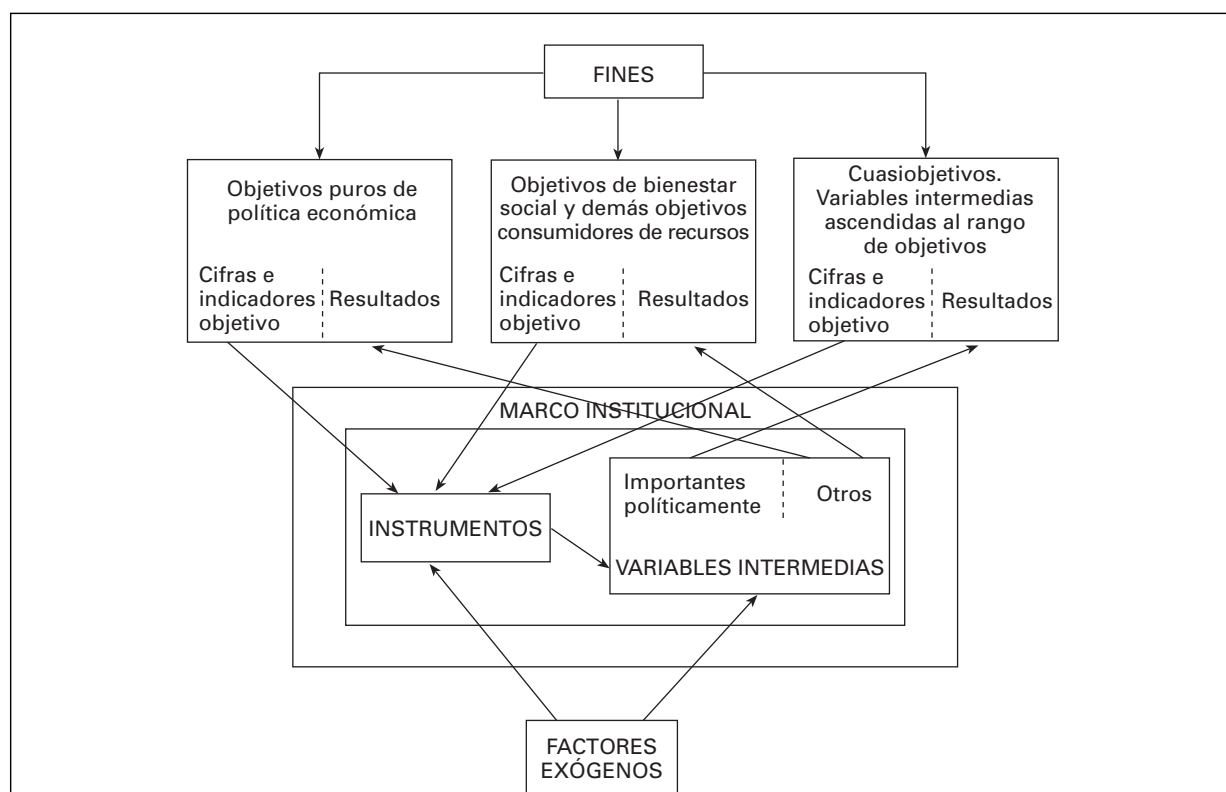 FINES
Objetivos puros de
política económica
Cifras e
indicadores
objetivo
Resultados
Objetivos de bienestar
social y demás objetivos
consumidores de recursos
Cifras e
indicadores
objetivo
Resultados
Cuasiobjetivos.
Variables intermedias
ascendidas al rango
de objetivos
Cifras e
indicadores
objetivo
Resultados
MARCO INSTITUCIONAL
INSTRUMENTOS
Importantes
políticamente
Otros
VARIABLES INTERMEDIAS
FACTORES
EXÓGENOS